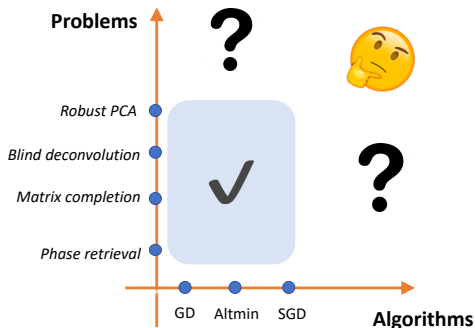 Problems
?
Robust PCA
Blind deconvolution
Matrix completion
?
Phase retrieval
GD Altmin SGD
Algorithms